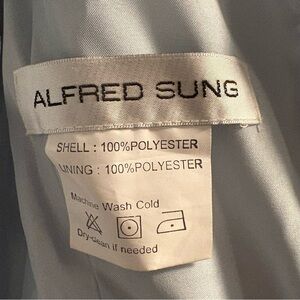 ALFRED SUNG
SHELL : 100%POLYESTER
LINING : 100%POLYESTER
Machine Wash Cold
Dry-clean if needed